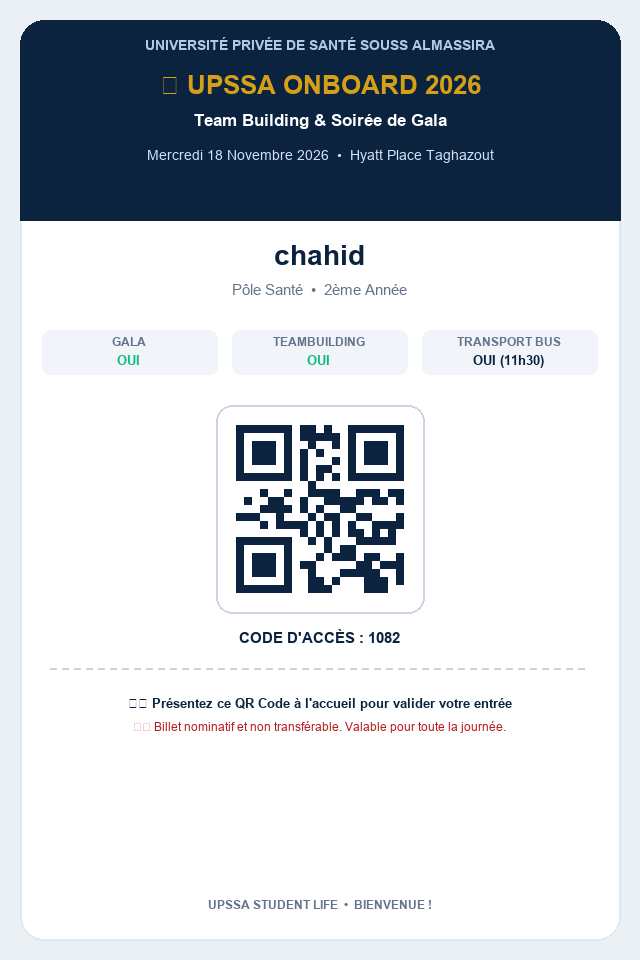 UNIVERSITÉ PRIVÉE DE SANTÉ SOUSS ALMASSIRA
UPSSA ONBOARD 2026
Team Building & Soirée de Gala
Mercredi 18 Novembre 2026 • Hyatt Place Taghazout
chahid
Pôle Santé • 2ème Année
GALA
OUI
TEAMBUILDING
OUI
TRANSPORT BUS
OUI (11h30)
CODE D'ACCÈS : 1082
Présentez ce QR Code à l'accueil pour valider votre entrée
Billet nominatif et non transférable. Valable pour toute la journée.
UPSSA STUDENT LIFE • BIENVENUE !